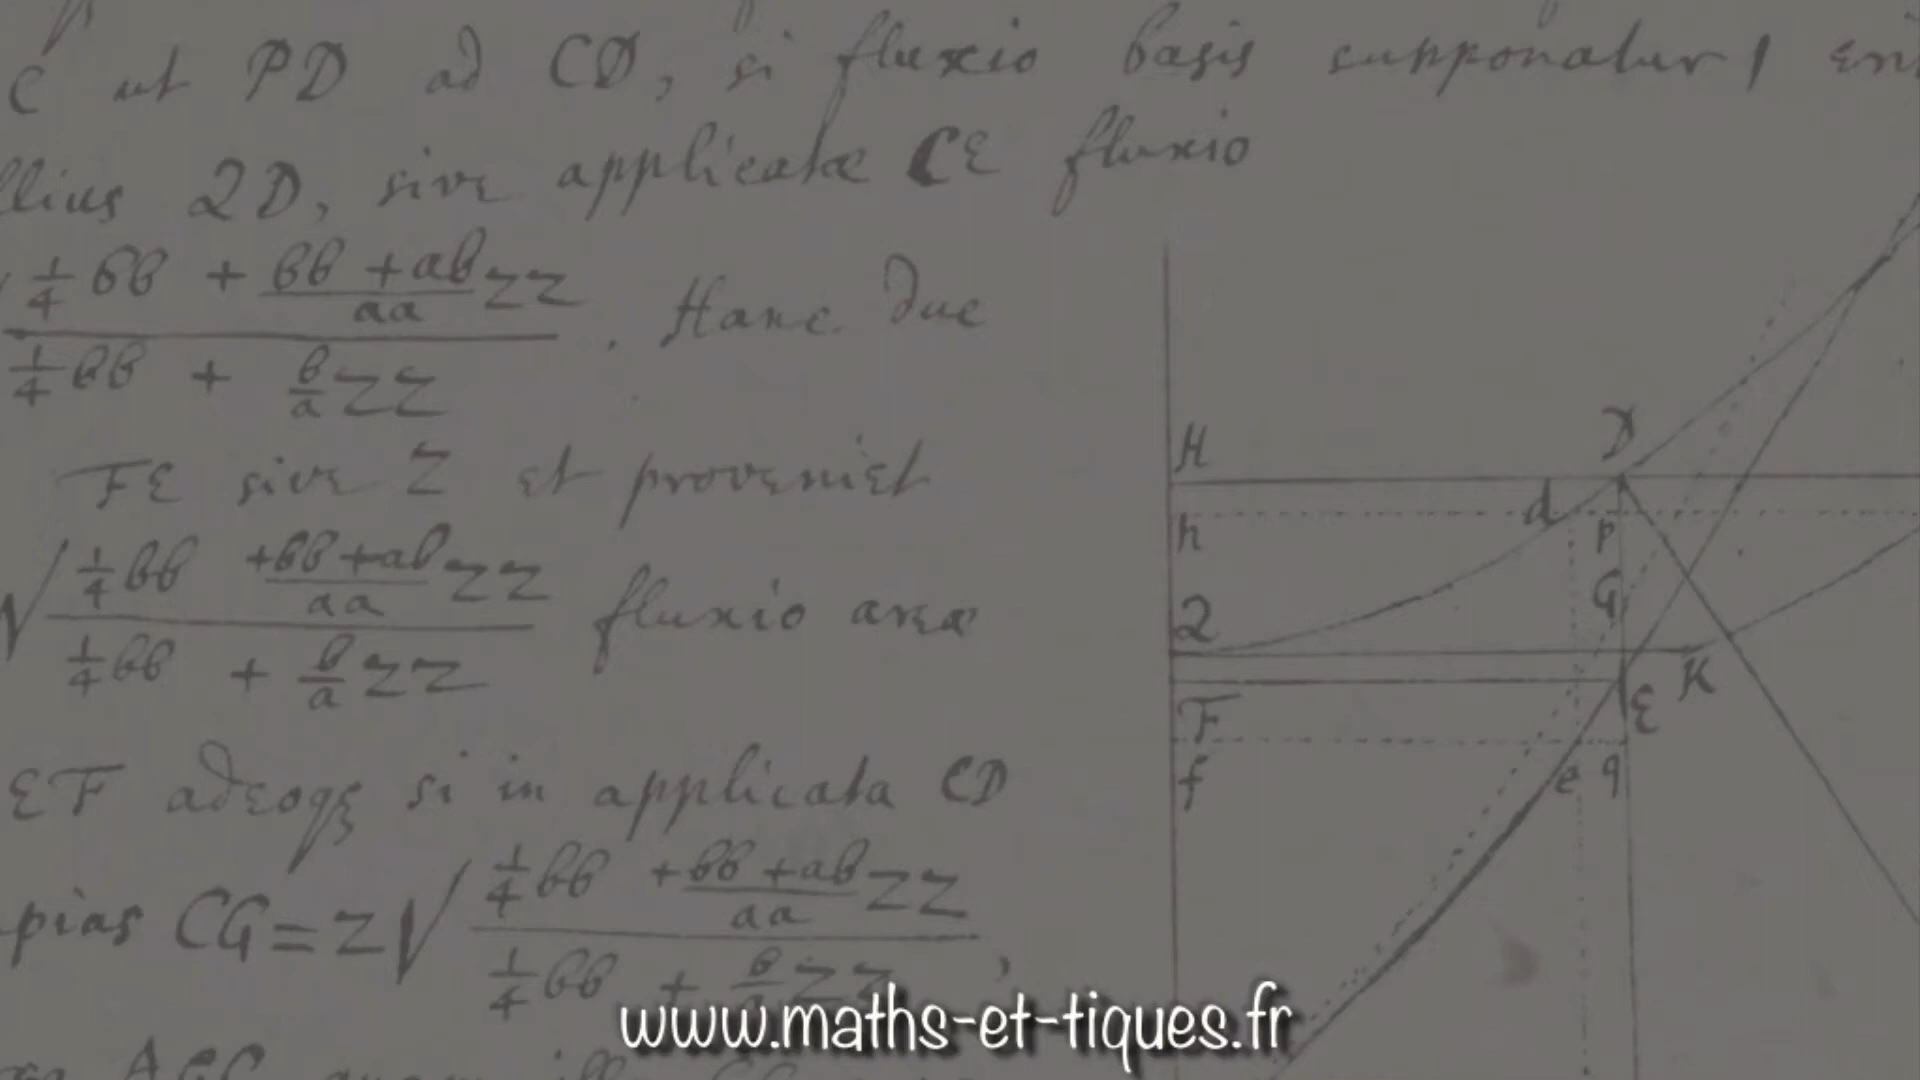 C ut PD ad CD, si fluxio basis supponatur 1 eri
llius QD, sive applicatæ CE fluxio
1/4 bb + (bb + ab)/aa zz
1/4 bb + b/a zz
. Hanc duc
FE sive Z et proveniet
√ 1/4 bb + (bb + ab)/aa zz
1/4 bb + b/a zz
fluxio areæ
EF adeoqꝫ si in applicata CD
pias CG = z √ 1/4 bb + (bb + ab)/aa zz
1/4 bb + b/a zz,
H
D
h
d
p
G
Q
K
F
E
f
e q
www.maths-et-tiques.fr